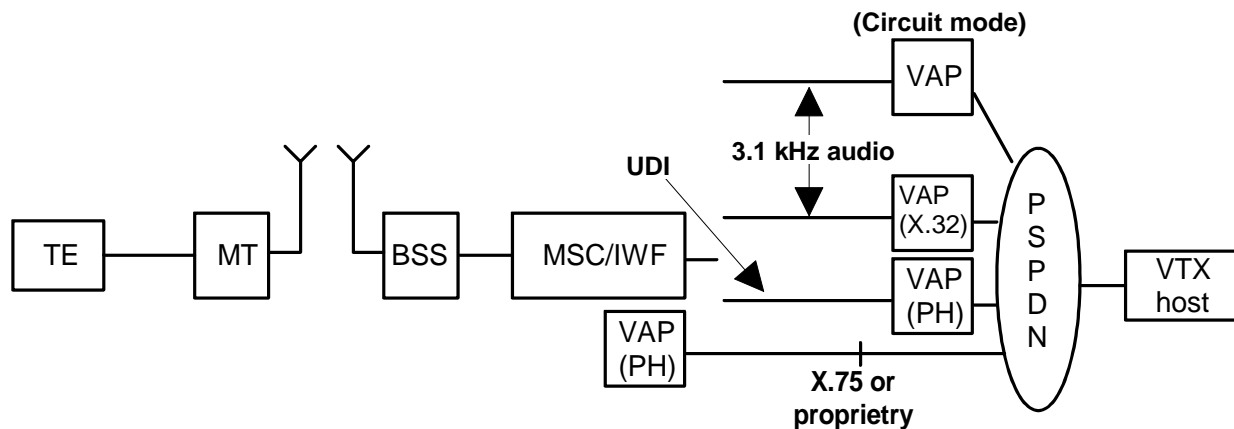 (Circuit mode)
VAP
3.1 kHz audio
UDI
VAP
(X.32)
P
S
P
D
N
TE
MT
BSS
MSC/IWF
VAP
(PH)
VTX
host
VAP
(PH)
X.75 or
proprietry